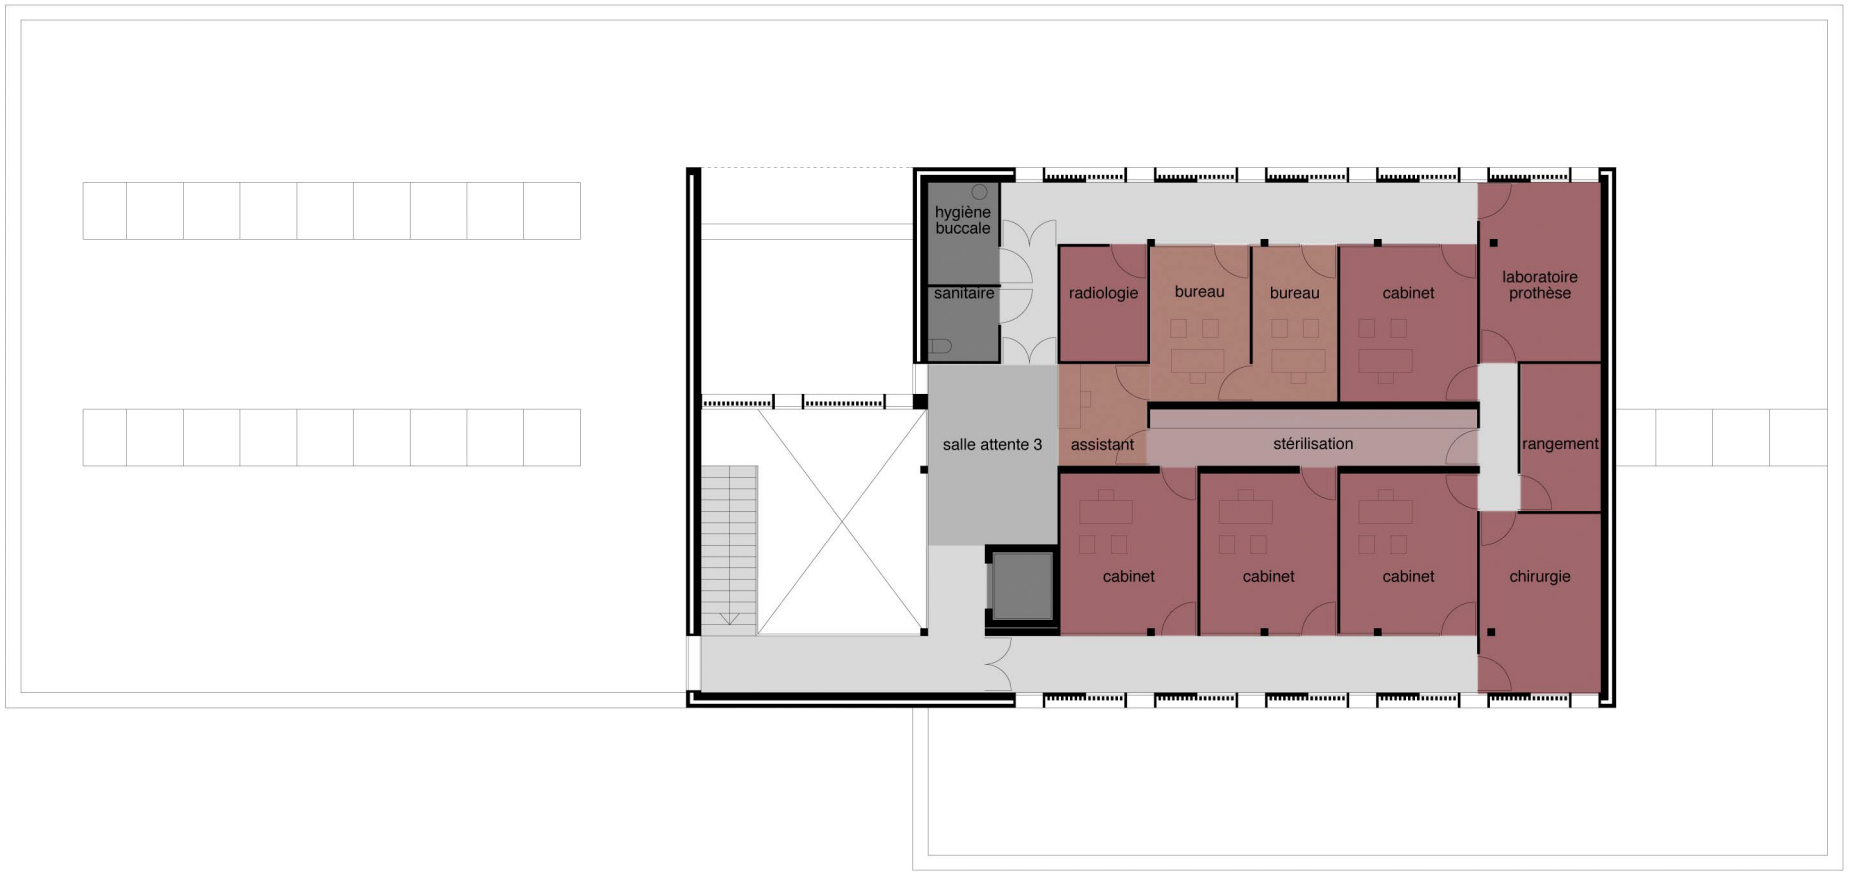 hygiène
buccale
sanitaire
radiologie
bureau
bureau
cabinet
laboratoire
prothèse
salle attente 3
assistant
stérilisation
rangement
cabinet
cabinet
cabinet
chirurgie